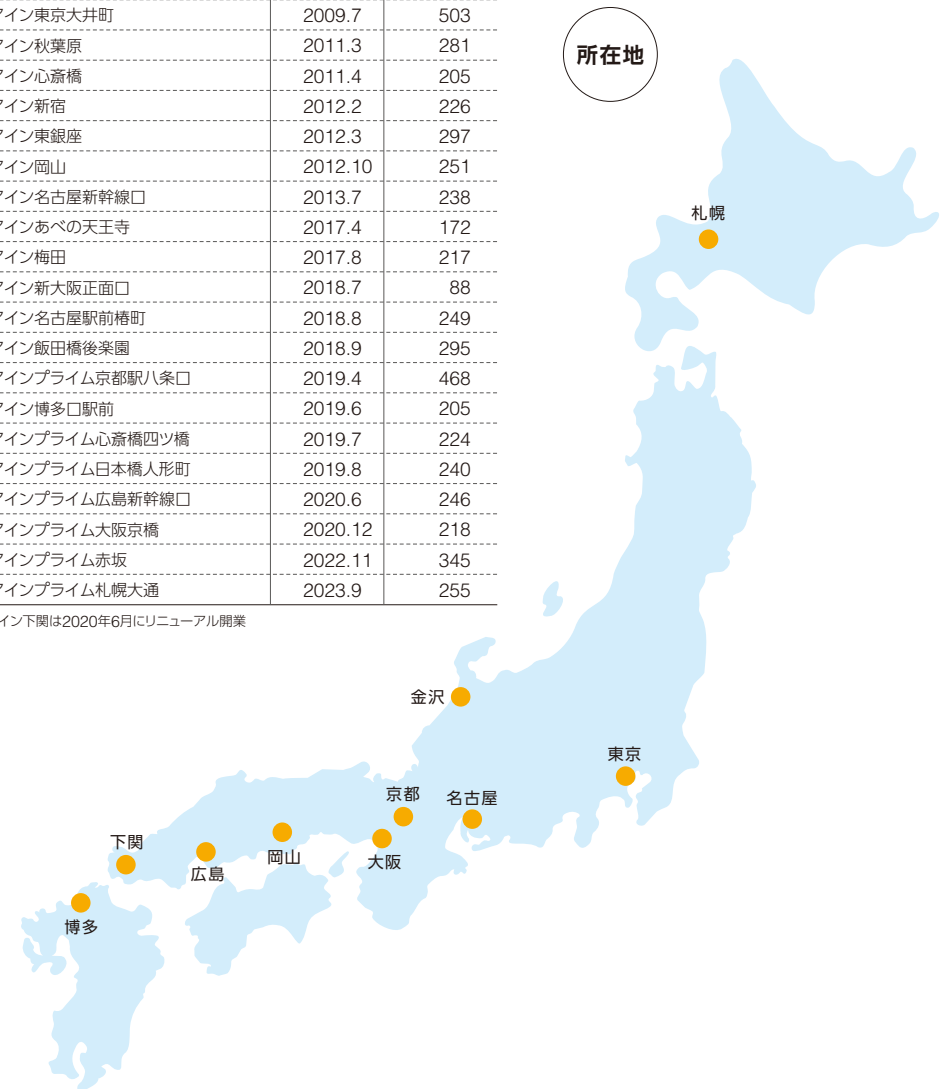 アイン東京大井町 2009.7 503
アイン秋葉原 2011.3 281
アイン心斎橋 2011.4 205
アイン新宿 2012.2 226
アイン東銀座 2012.3 297
アイン岡山 2012.10 251
アイン名古屋新幹線口 2013.7 238
アインあべの天王寺 2017.4 172
アイン梅田 2017.8 217
アイン新大阪正面口 2018.7 88
アイン名古屋駅前椿町 2018.8 249
アイン飯田橋後楽園 2018.9 295
アインプライム京都駅八条口 2019.4 468
アイン博多口駅前 2019.6 205
アインプライム心斎橋四ツ橋 2019.7 224
アインプライム日本橋人形町 2019.8 240
アインプライム広島新幹線口 2020.6 246
アインプライム大阪京橋 2020.12 218
アインプライム赤坂 2022.11 345
アインプライム札幌大通 2023.9 255
イン下関は2020年6月にリニューアル開業
所在地
札幌
金沢
東京
京都
名古屋
下関
広島
岡山
大阪
博多